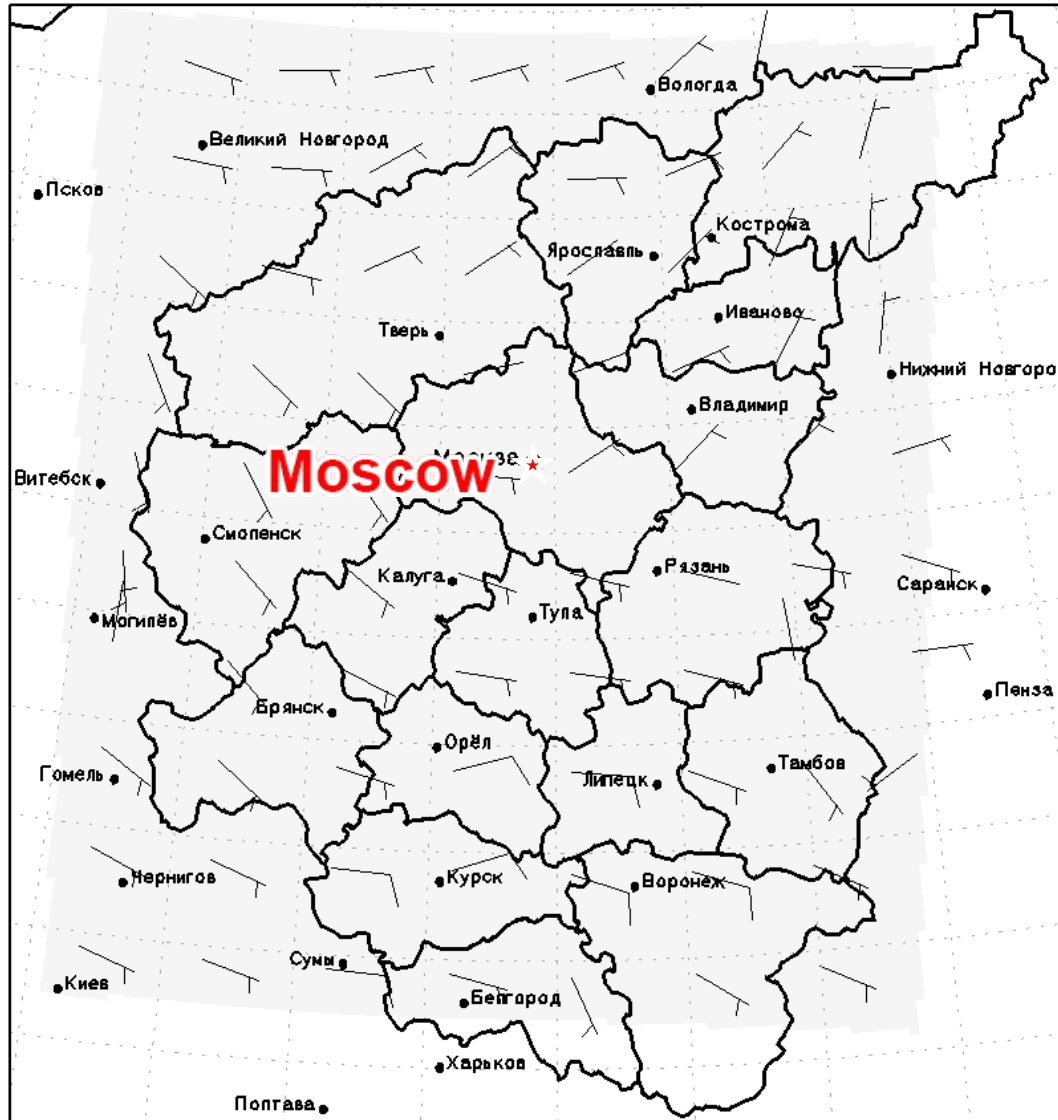 Вологда
Великий Новгород
Псков
Кострома
Ярославль
Иваново
Тверь
Нижний Новгоро
Владимир
Москва
Moscow
Витебск
Смоленск
Рязань
Калуга
Саранск
Тула
Могилёв
Пенза
Брянск
Орёл
Тамбов
Гомель
Липецк
Чернигов
Курск
Воронеж
Сумы
Киев
Белгород
Харьков
Полтава